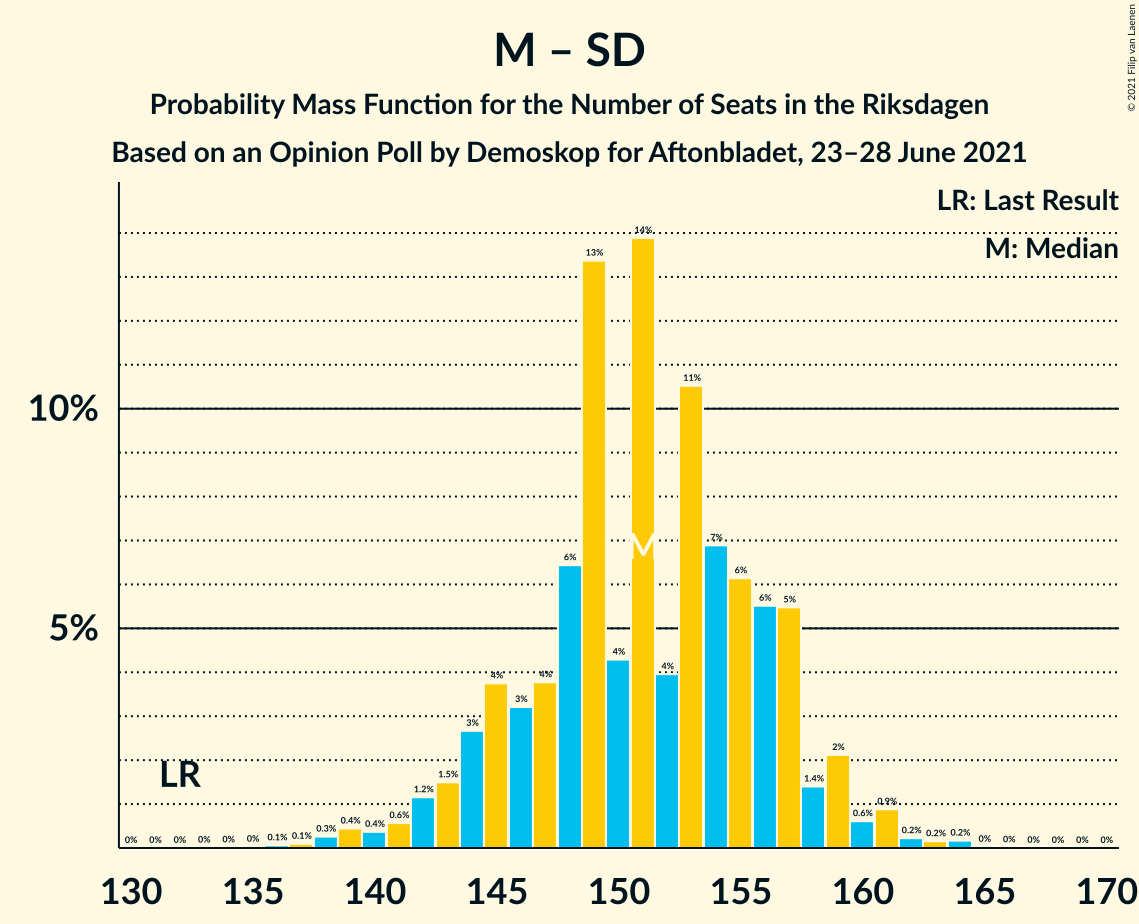 © 2021 Filip van Laenen
M – SD
Probability Mass Function for the Number of Seats in the Riksdagen
Based on an Opinion Poll by Demoskop for Aftonbladet, 23–28 June 2021
LR: Last Result
M: Median
10%
5%
LR
M
0% 0% 0% 0% 0% 0% 0.1% 0.1% 0.3% 0.4% 0.4% 0.6% 1.2% 1.5% 3% 4% 3% 4% 6% 13% 4% 14% 4% 11% 7% 6% 6% 5% 1.4% 2% 0.6% 0.9% 0.2% 0.2% 0.2% 0% 0% 0% 0% 0% 0%
130 135 140 145 150 155 160 165 170